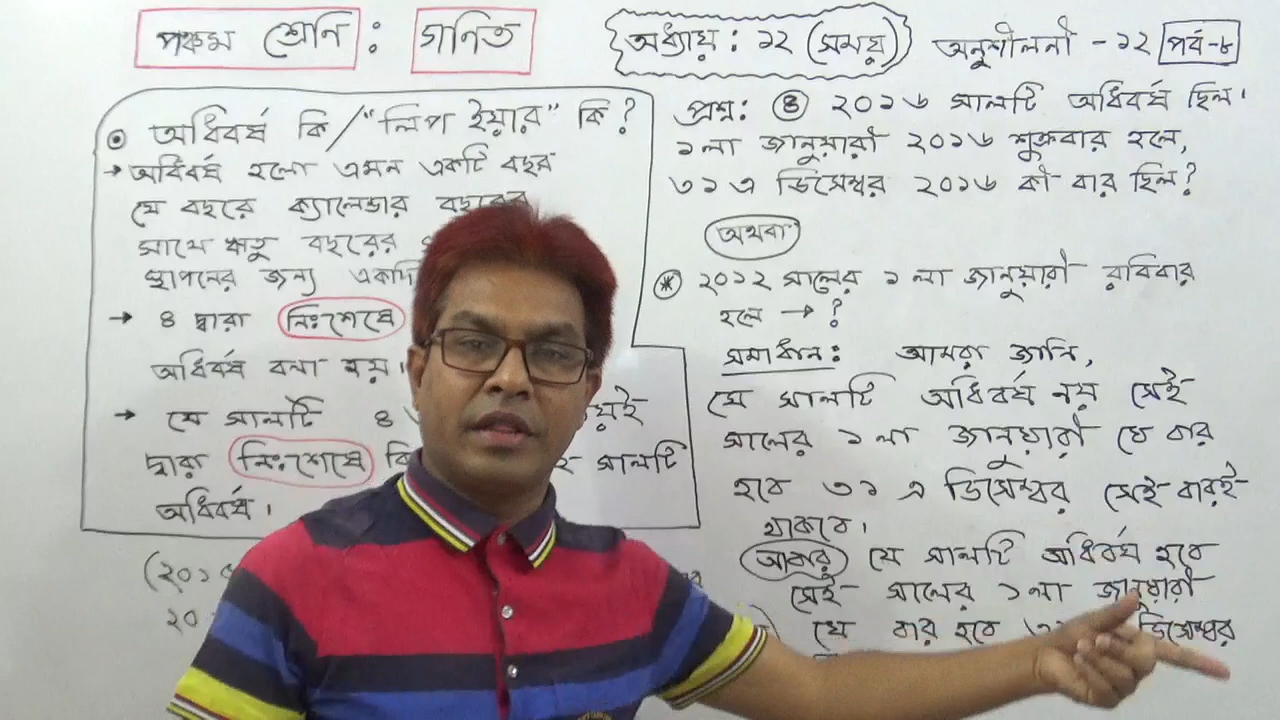 পঞ্চম শ্রেনি : গনিত
অধ্যায় : ১২ (সময়) অনুশীলনী - ১২ পর্ব-৮
অধিবর্ষ কি / "লিপ ইয়ার" কি ?
→ অধিবর্ষ হলো এমন একটি বছর
যে বছরে ক্যালেন্ডার বছরের
সাথে ঋতু বছরের
স্থাপনের জন্য
→ ৪ দ্বারা নিঃশেষে
অধিবর্ষ বলা হয়।
→ যে সালটি ৪
দ্বারা নিঃশেষে সালটি
অধিবর্ষ।
প্রশ্ন: ৪ ২০১৬ সালটি অধিবর্ষ ছিল।
১লা জানুয়ারী ২০১৬ শুক্রবার হলে,
৩১ এ ডিসেম্বর ২০১৬ কী বার ছিল?
অথবা
* ২০১২ সালের ১লা জানুয়ারী রবিবার
হলে → ?
সমাধান : আমরা জানি,
যে সালটি অধিবর্ষ নয় সেই
সালের ১লা জানুয়ারী যে বার
হবে ৩১ এ ডিসেম্বর সেই বারই
থাকবে।
আবার যে সালটি অধিবর্ষ হবে
সেই সালের ১লা জানুয়ারী
যে বার হবে ডিসেম্বর